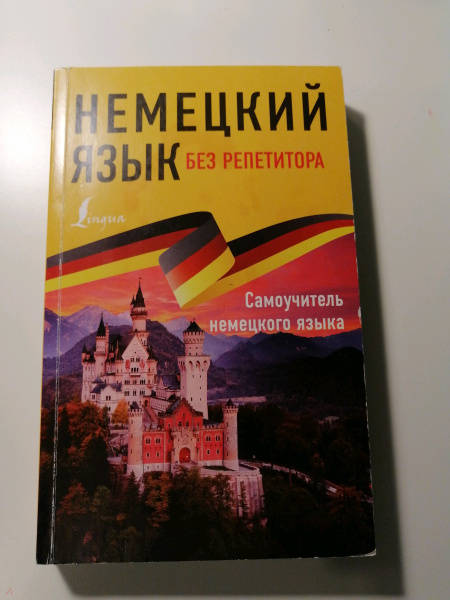 НЕМЕЦКИЙ
ЯЗЫК БЕЗ РЕПЕТИТОРА
Lingua
Самоучитель
немецкого языка